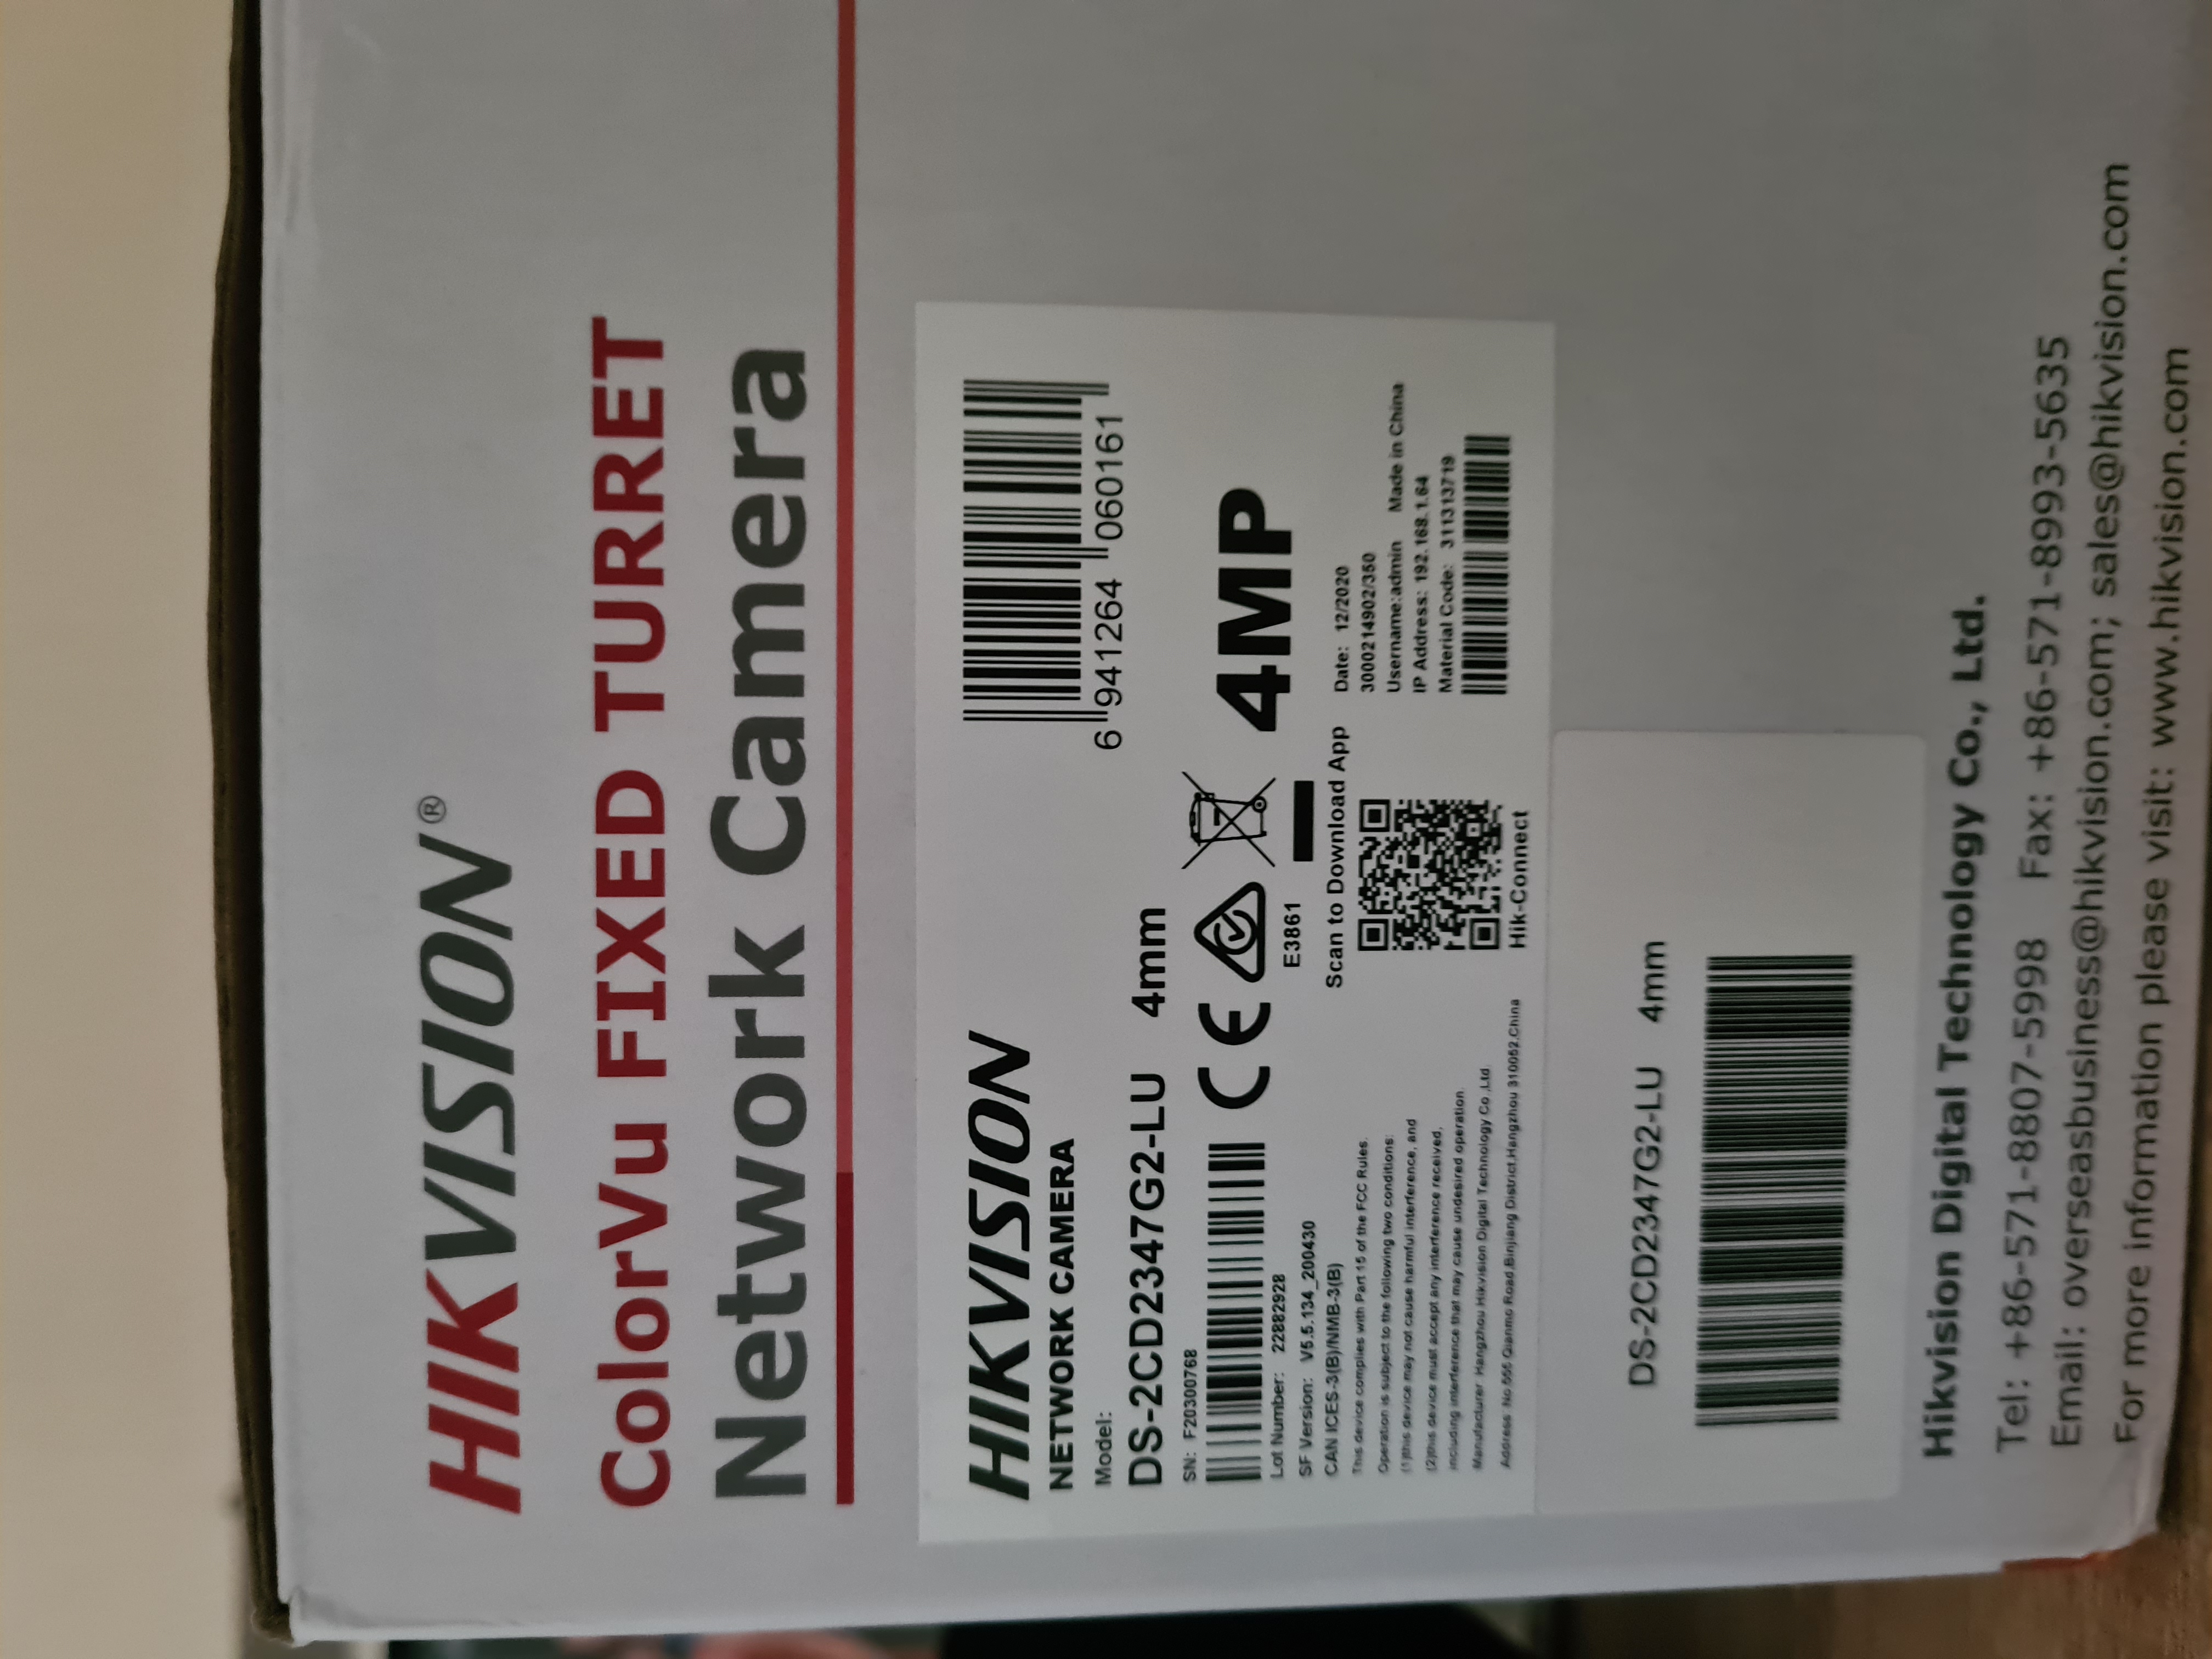 HIKVISION®
ColorVu FIXED TURRET
Network Camera
HIKVISION
NETWORK CAMERA
Model:
DS-2CD2347G2-LU 4mm
6 941264 060161
SN: F20300768
4MP
Lot Number: 22882928
E3861
SF Version: V5.5.134_200430
CAN ICES-3(B)/NMB-3(B)
Scan to Download App
Date: 12/2020
This device complies with Part 15 of the FCC Rules.
300214902/350
Operation is subject to the following two conditions:
Username:admin Made in China
(1)this device may not cause harmful interference, and
IP Address: 192.168.1.64
(2)this device must accept any interference received,
Material Code: 311313719
including interference that may cause undesired operation.
Manufacturer: Hangzhou Hikvision Digital Technology Co.,Ltd.
Address: No.555 Qianmo Road,Binjiang District,Hangzhou 310052,China
Hik-Connect
DS-2CD2347G2-LU 4mm
Hikvision Digital Technology Co., Ltd.
Tel: +86-571-8807-5998 Fax: +86-571-8993-5635
Email: overseasbusiness@hikvision.com; sales@hikvision.com
For more information please visit: www.hikvision.com